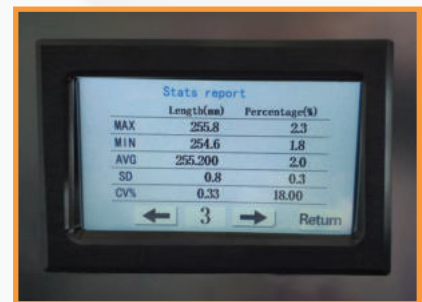 Stats report
Length(mm) Percentage(%)
MAX 255.8 2.3
MIN 254.6 1.8
AVG 255.200 2.0
SD 0.8 0.3
CV% 0.33 18.00
3 Return